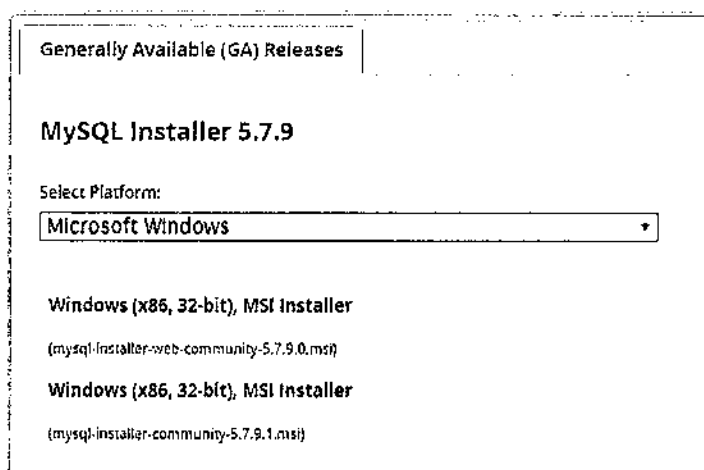 Generally Available (GA) Releases
MySQL Installer 5.7.9
Select Platform:
Microsoft Windows
Windows (x86, 32-bit), MSI Installer
(mysql-installer-web-community-5.7.9.0.msi)
Windows (x86, 32-bit), MSI Installer
(mysql-installer-community-5.7.9.1.msi)